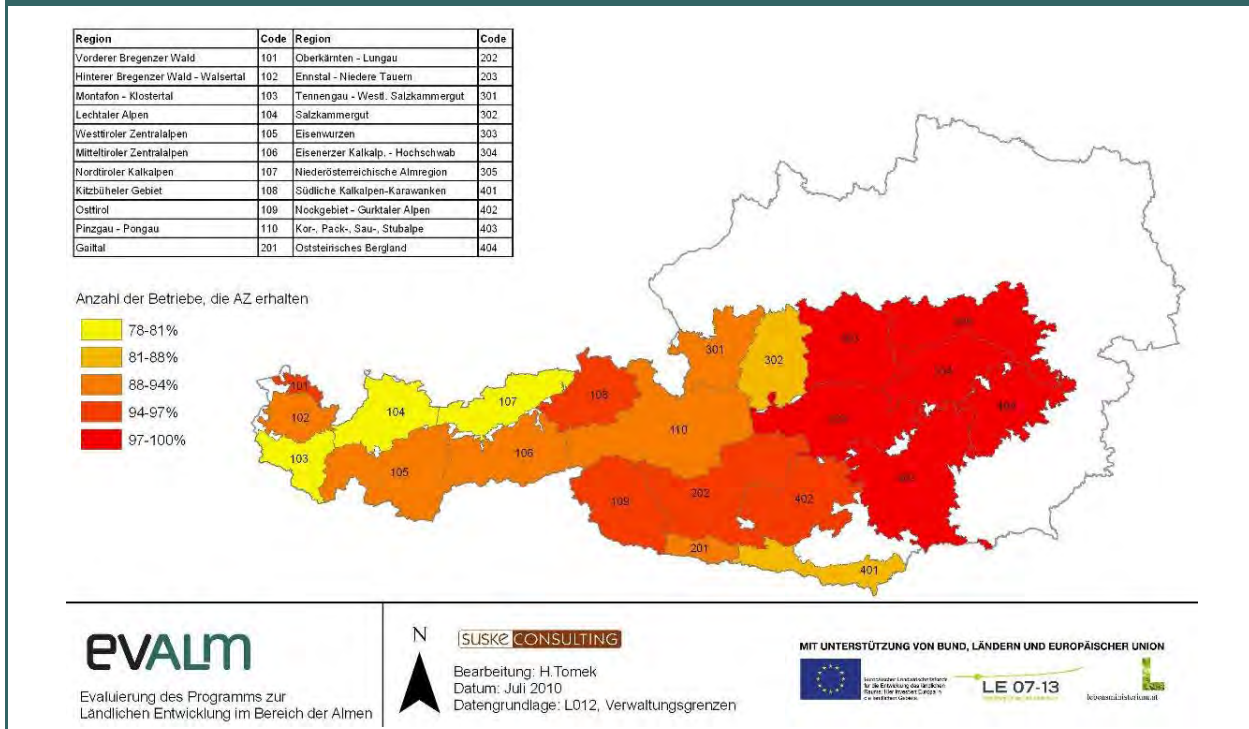 Region Code Region Code
Vorderer Bregenzer Wald 101 Oberkärnten - Lungau 202
Hinterer Bregenzer Wald - Walsertal 102 Ennstal - Niedere Tauern 203
Montafon - Klostertal 103 Tennengau - Westl. Salzkammergut 301
Lechtaler Alpen 104 Salzkammergut 302
Westtiroler Zentralalpen 105 Eisenwurzen 303
Mitteltiroler Zentralalpen 106 Eisenerzer Kalkalp. - Hochschwab 304
Nordtiroler Kalkalpen 107 Niederösterreichische Almregion 305
Kitzbüheler Gebiet 108 Südliche Kalkalpen-Karawanken 401
Osttirol 109 Nockgebiet - Gurktaler Alpen 402
Pinzgau - Pongau 110 Kor-, Pack-, Sau-, Stubalpe 403
Gailtal 201 Oststeirisches Bergland 404
Anzahl der Betriebe, die AZ erhalten
78-81%
81-88%
88-94%
94-97%
97-100%
301
302
303
305
304
404
203
403
101
102
103
104
107
108
105
106
110
109
202
402
201
401
evALM
Evaluierung des Programms zur
Ländlichen Entwicklung im Bereich der Almen
N
SUSKE CONSULTING
Bearbeitung: H.Tomek
Datum: Juli 2010
Datengrundlage: L012, Verwaltungsgrenzen
MIT UNTERSTÜTZUNG VON BUND, LÄNDERN UND EUROPÄISCHER UNION
LE 07-13
lebensministerium.at